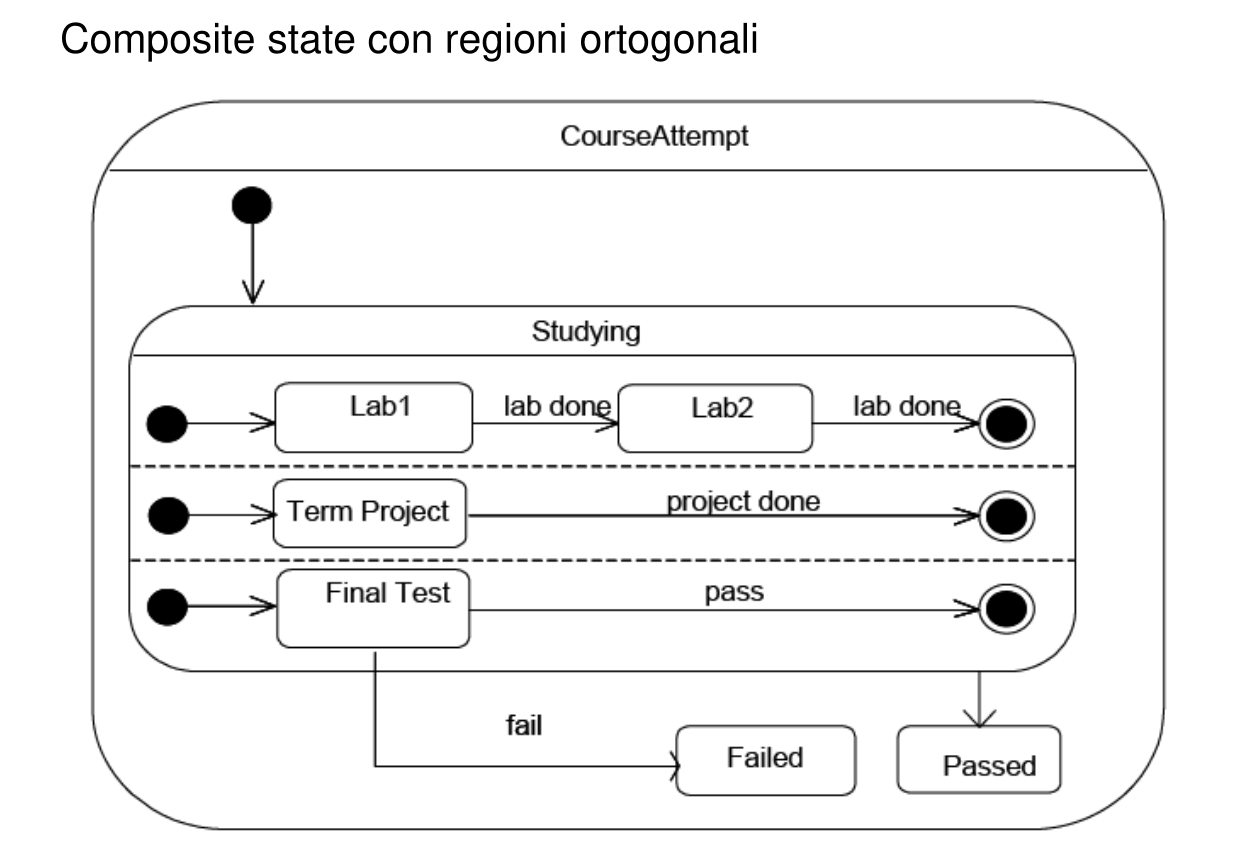 Composite state con regioni ortogonali
CourseAttempt
Studying
Lab1
lab done
Lab2
lab done
Term Project
project done
Final Test
pass
fail
Failed
Passed